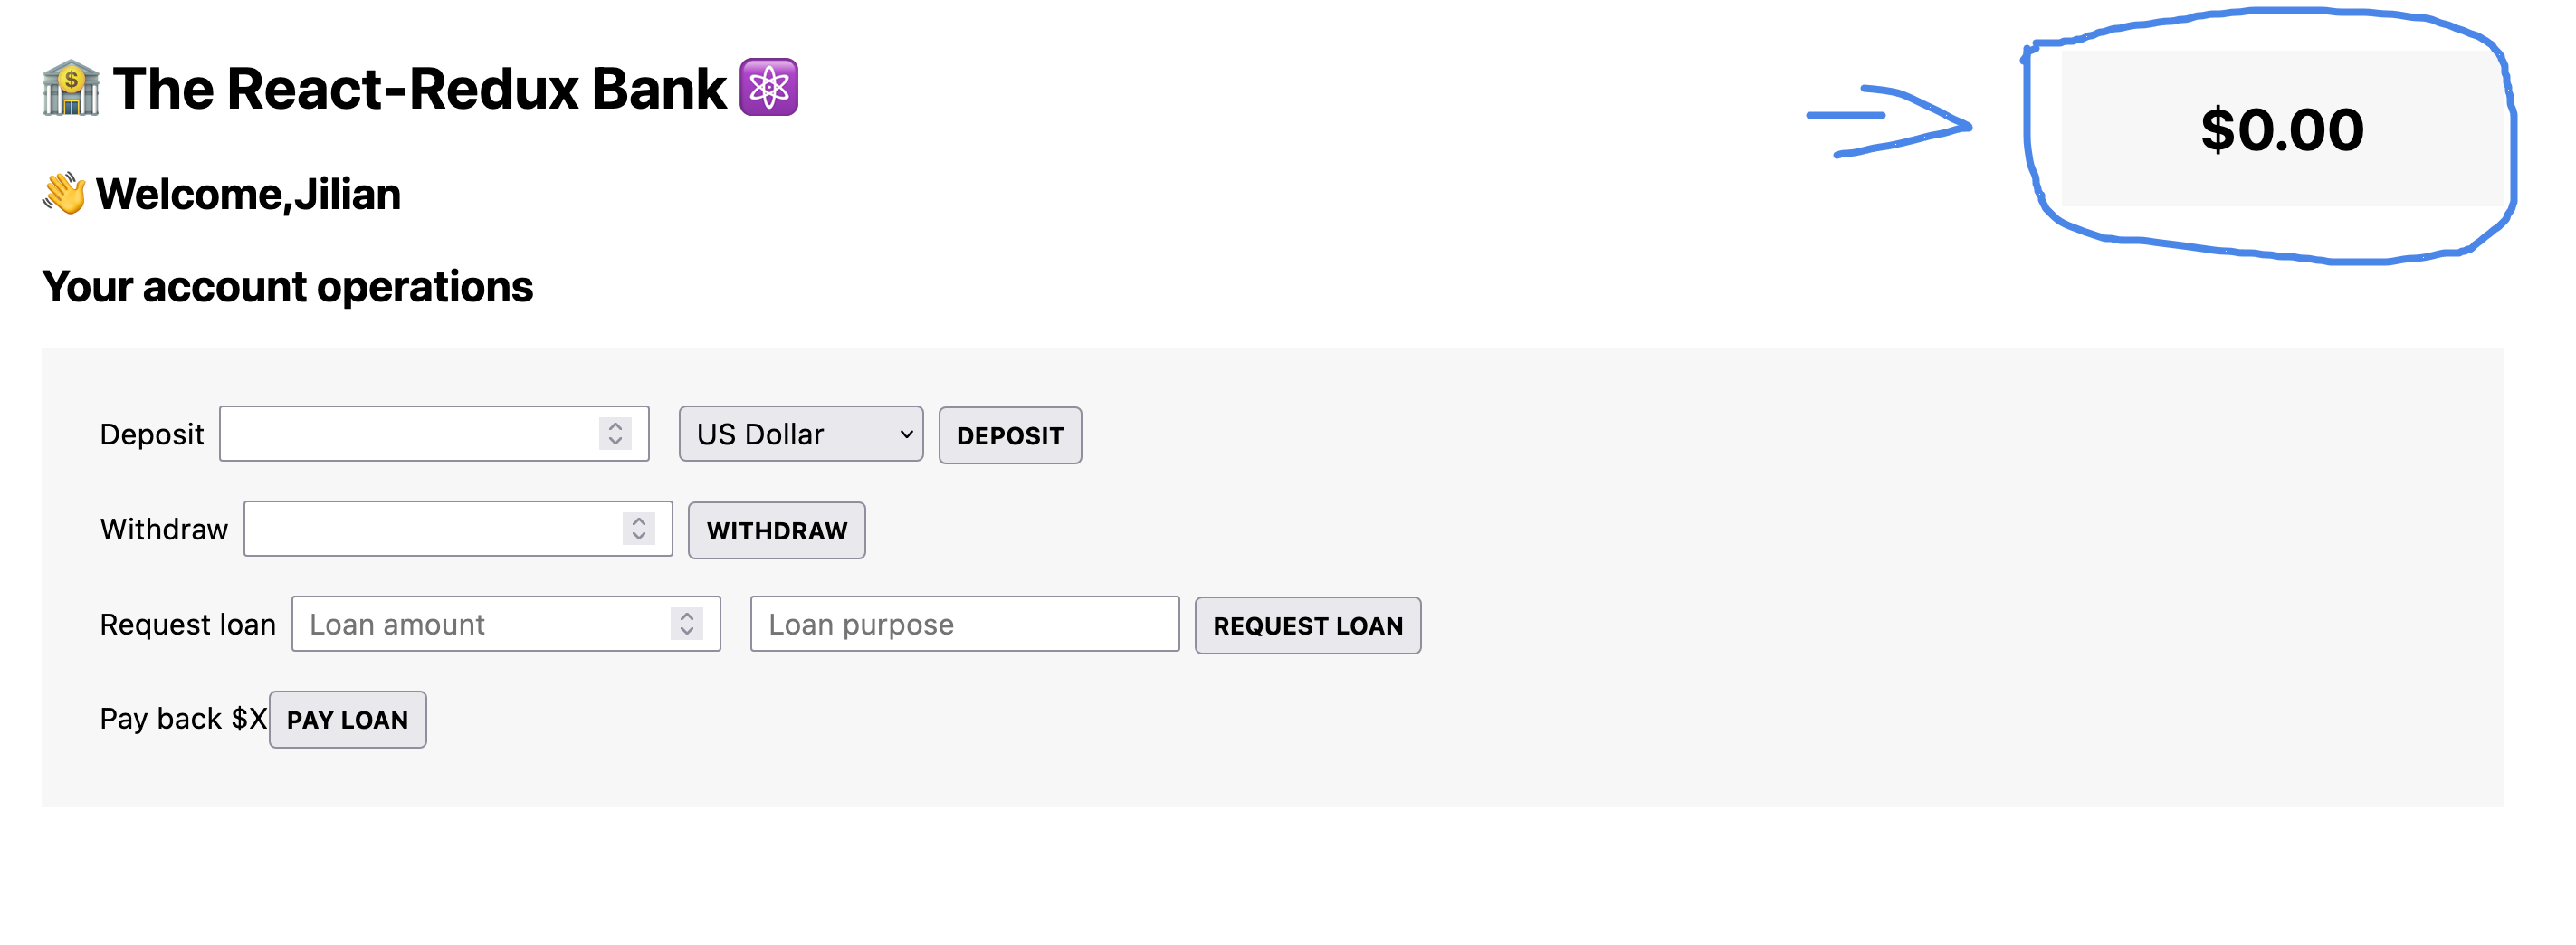 🏦 The React-Redux Bank ⚛️
$0.00
👋 Welcome,Jilian
Your account operations
Deposit US Dollar DEPOSIT
Withdraw WITHDRAW
Request loan Loan amount Loan purpose REQUEST LOAN
Pay back $X PAY LOAN